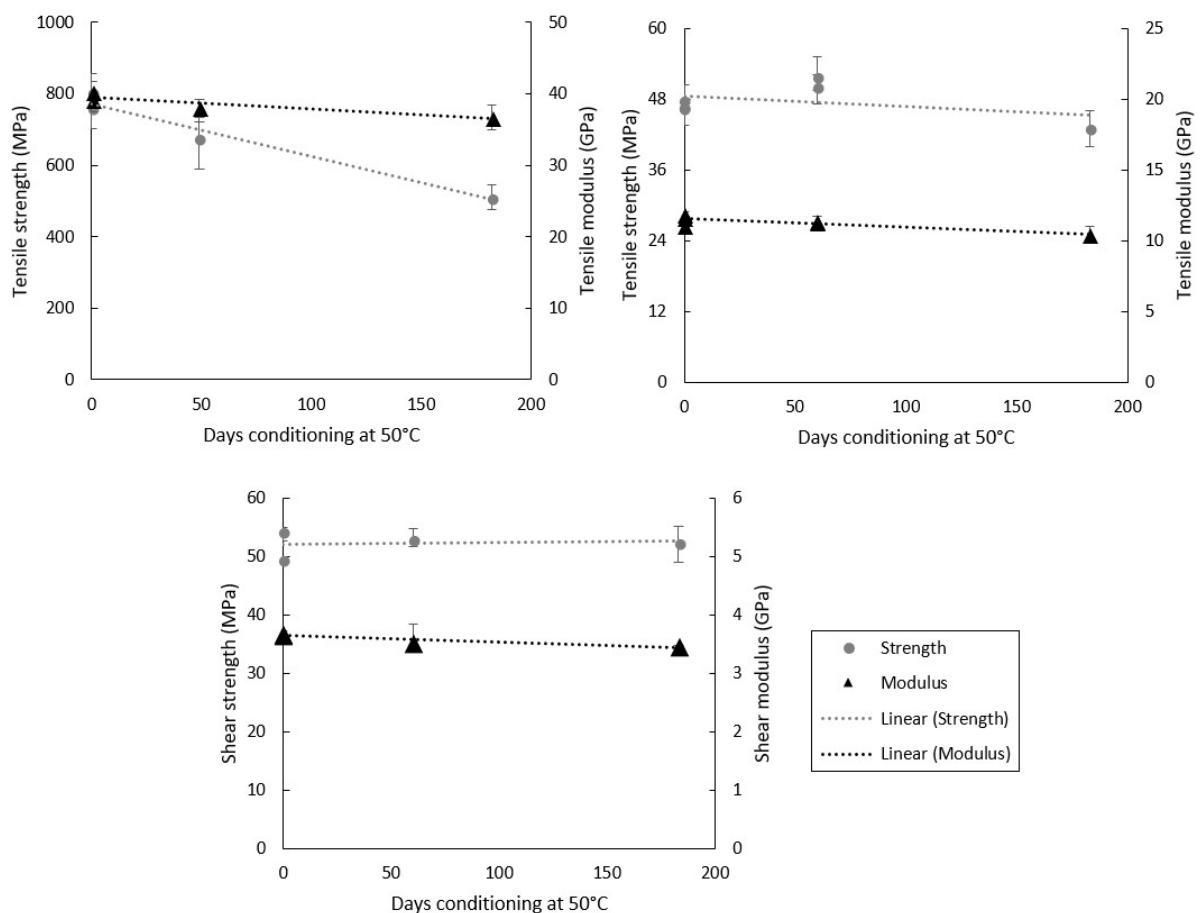 1000
800
600
400
200
0
Tensile strength (MPa)
50
40
30
20
10
0
Tensile modulus (GPa)
0 50 100 150 200
Days conditioning at 50°C
60
48
36
24
12
0
Tensile strength (MPa)
25
20
15
10
5
0
Tensile modulus (GPa)
0 50 100 150 200
Days conditioning at 50°C
60
50
40
30
20
10
0
Shear strength (MPa)
6
5
4
3
2
1
0
Shear modulus (GPa)
0 50 100 150 200
Days conditioning at 50°C
Strength
Modulus
Linear (Strength)
Linear (Modulus)